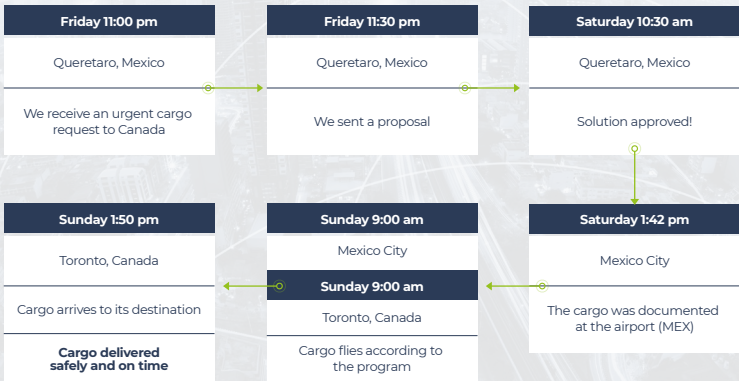 Friday 11:00 pm
Queretaro, Mexico
We receive an urgent cargo
request to Canada
Friday 11:30 pm
Queretaro, Mexico
We sent a proposal
Saturday 10:30 am
Queretaro, Mexico
Solution approved!
Saturday 1:42 pm
Mexico City
The cargo was documented
at the airport (MEX)
Sunday 9:00 am
Mexico City
Sunday 9:00 am
Toronto, Canada
Cargo flies according to
the program
Sunday 1:50 pm
Toronto, Canada
Cargo arrives to its destination
Cargo delivered
safely and on time